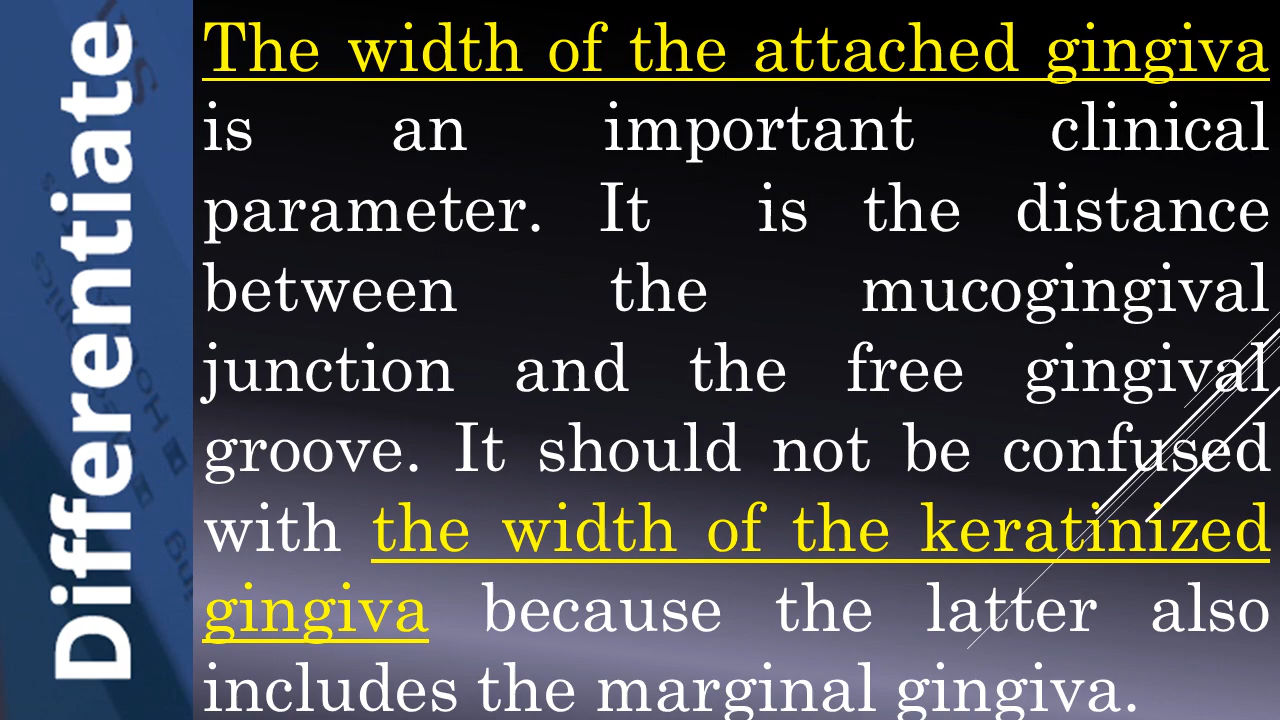 Differentiate
The width of the attached gingiva
is an important clinical
parameter. It is the distance
between the mucogingival
junction and the free gingival
groove. It should not be confused
with the width of the keratinized
gingiva because the latter also
includes the marginal gingiva.